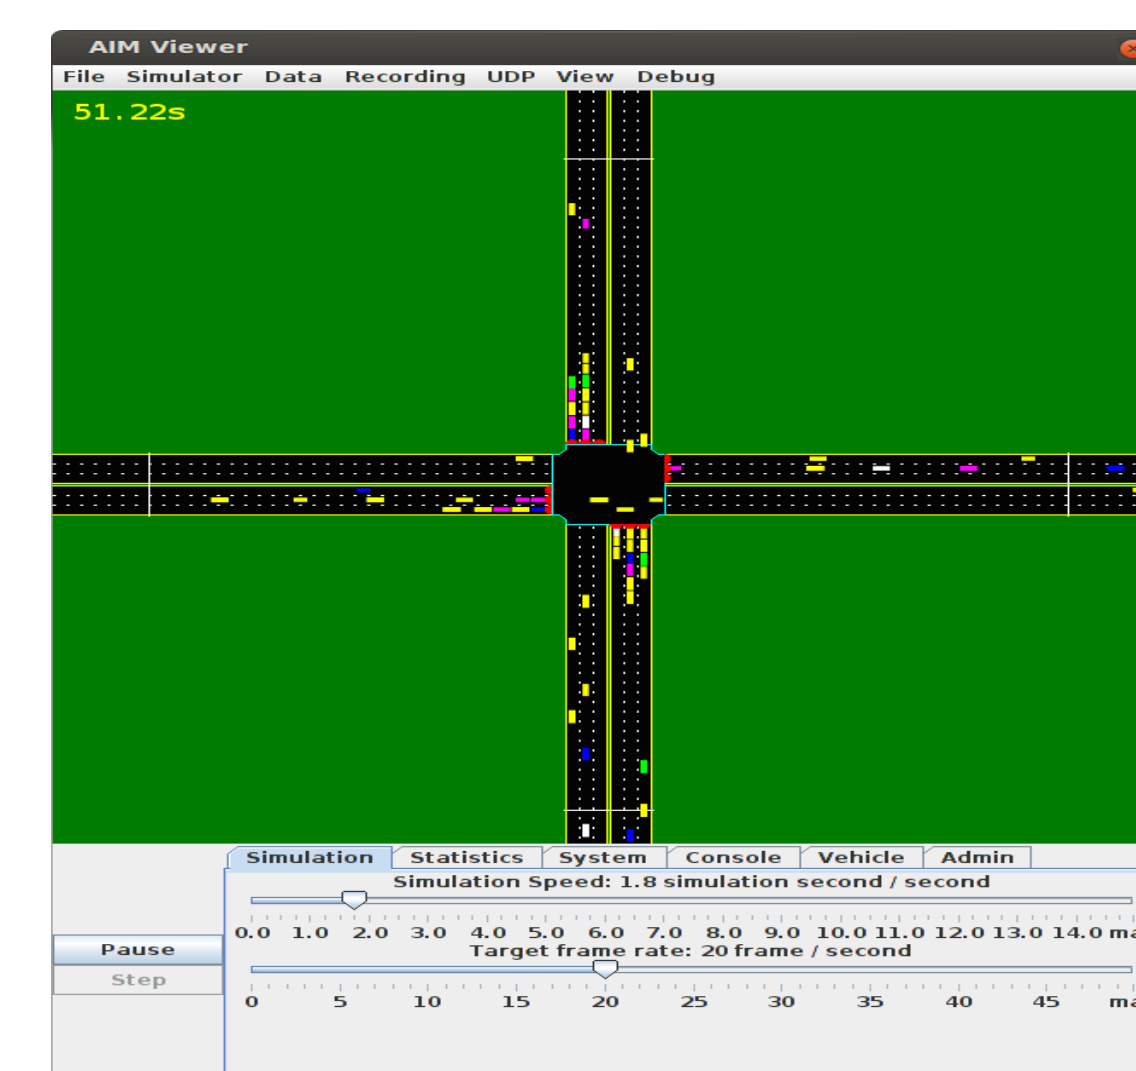 AIM Viewer
File Simulator Data Recording UDP View Debug
51.22s
Simulation Statistics System Console Vehicle Admin
Simulation Speed: 1.8 simulation second / second
0.0 1.0 2.0 3.0 4.0 5.0 6.0 7.0 8.0 9.0 10.0 11.0 12.0 13.0 14.0 ma
Pause
Target frame rate: 20 frame / second
Step
0 5 10 15 20 25 30 35 40 45 ma